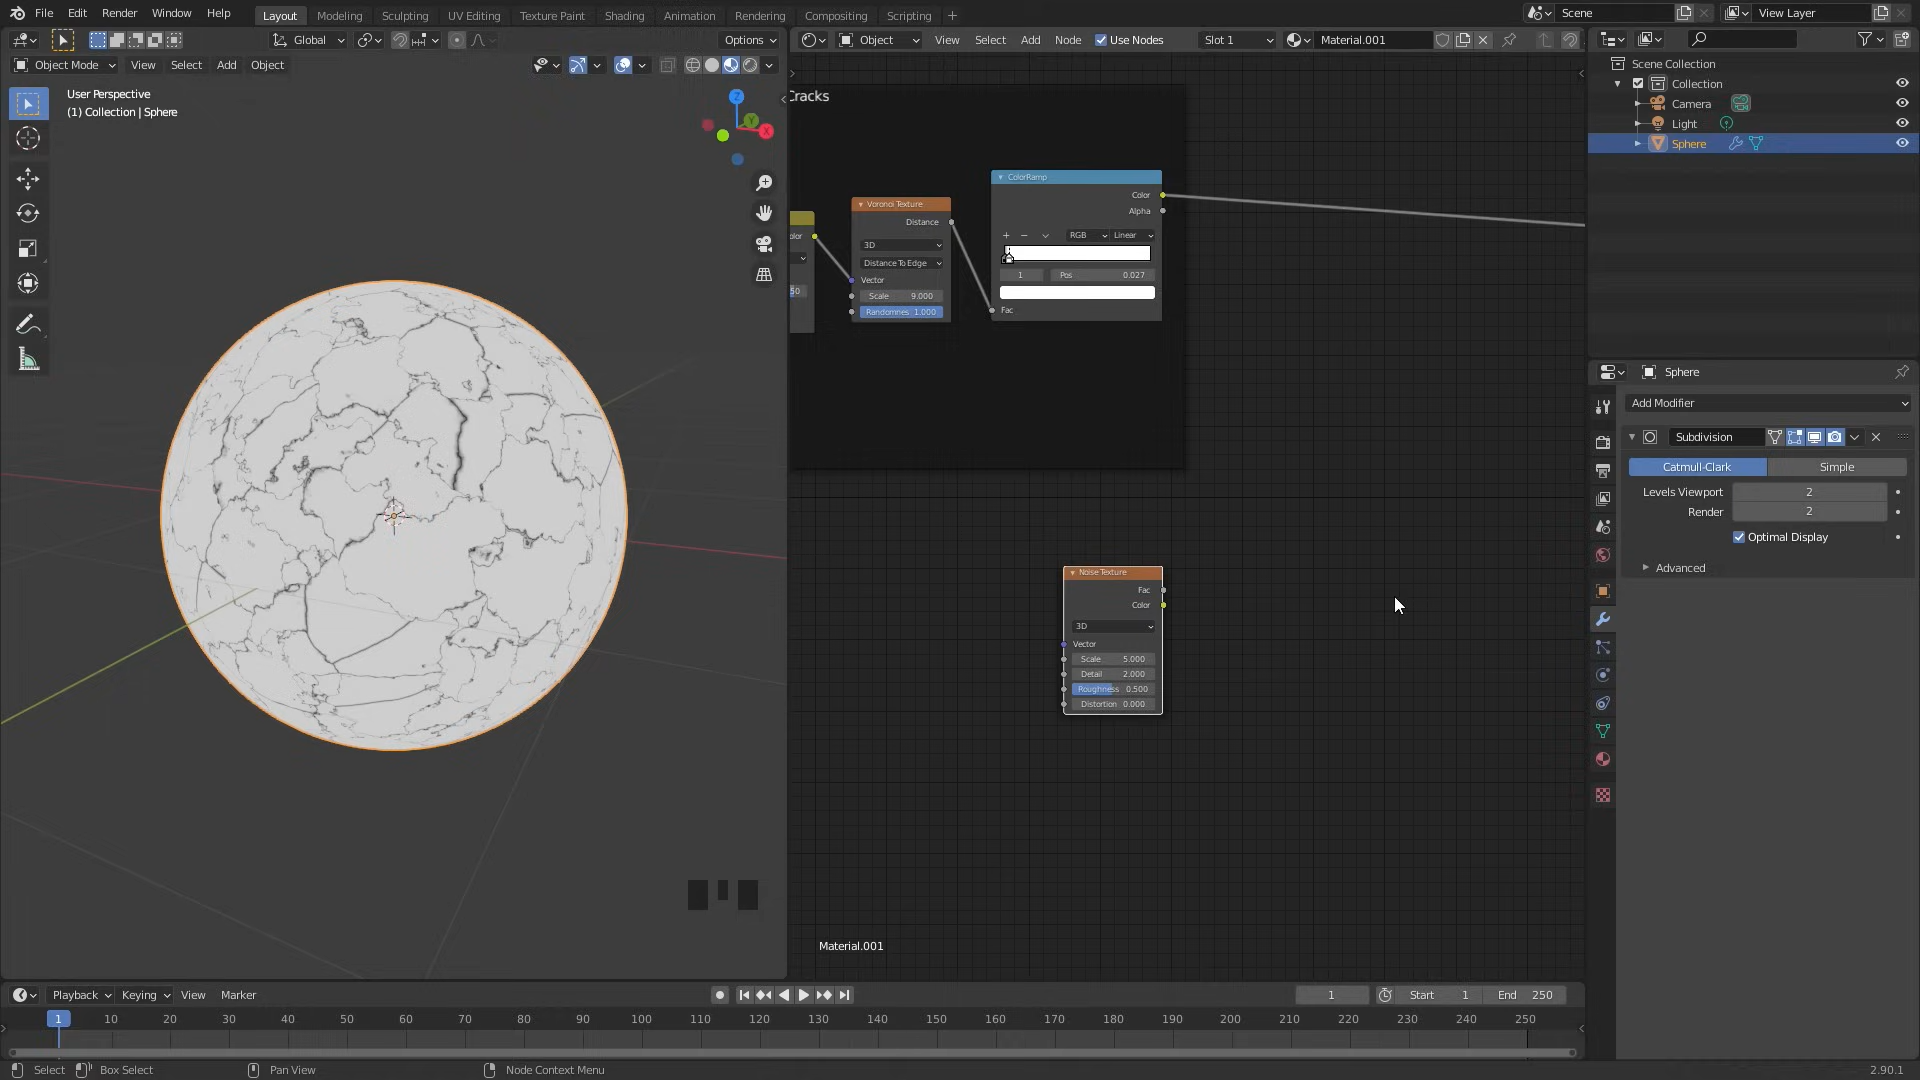 File Edit Render Window Help Layout Modeling Sculpting UV Editing Texture Paint Shading Animation Rendering Compositing Scripting Scene View Layer
Global Options
Object View Select Add Node Use Nodes Slot 1 Material.001
Object Mode View Select Add Object
Scene Collection
Collection
Camera
Light
Sphere
User Perspective
(1) Collection | Sphere
Z
Y
X
Cracks
Voronoi Texture
Distance
3D
Distance To Edge
Vector
Scale 9.000
Randomnes 1.000
olor
50
ColorRamp
Color
Alpha
RGB Linear
1 Pos 0.027
Fac
Noise Texture
Fac
Color
3D
Vector
Scale 5.000
Detail 2.000
Roughness 0.500
Distortion 0.000
Material.001
Sphere
Add Modifier
Subdivision
Catmull-Clark Simple
Levels Viewport 2
Render 2
Optimal Display
Advanced
Playback Keying View Marker 1 Start 1 End 250
1 10 20 30 40 50 60 70 80 90 100 110 120 130 140 150 160 170 180 190 200 210 220 230 240 250
Select Box Select Pan View Node Context Menu 2.90.1